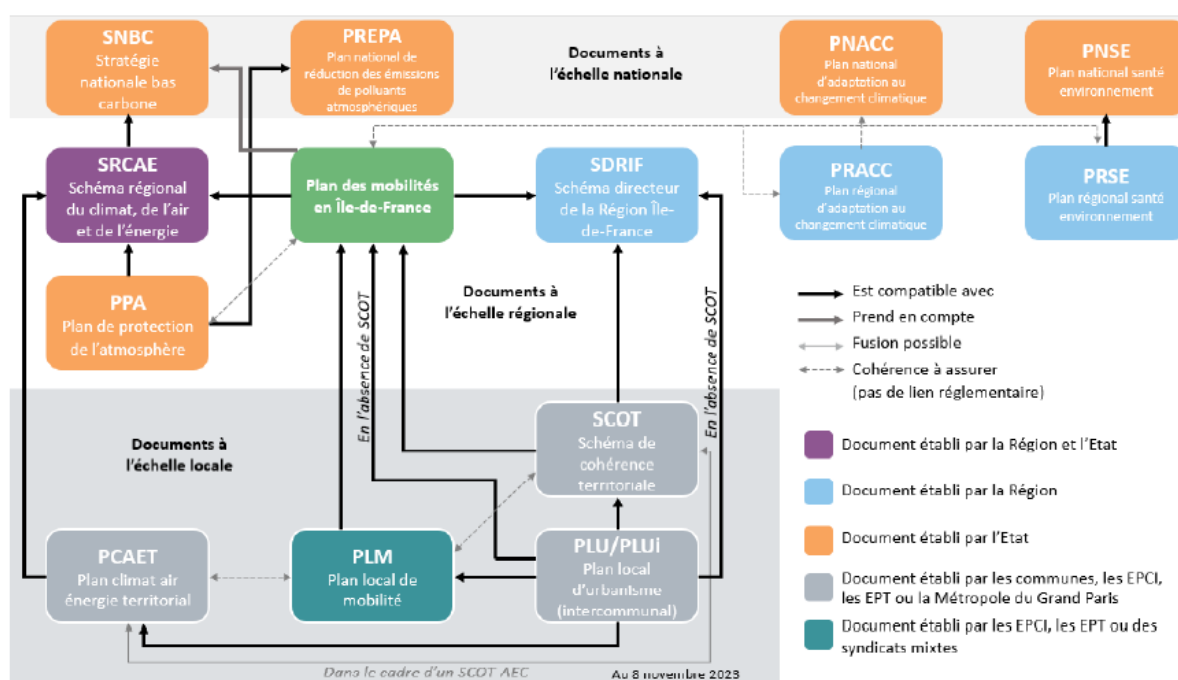 SNBC
Stratégie
nationale bas
carbone
PREPA
Plan national de
réduction des émissions
de polluants
atmosphériques
Documents à
l'échelle nationale
PNACC
Plan national
d'adaptation au
changement climatique
PNSE
Plan national santé
environnement
SRCAE
Schéma régional
du climat, de l'air
et de l'énergie
Plan des mobilités
en Île-de-France
SDRIF
Schéma directeur
de la Région Île-
de-France
PRACC
Plan régional
d'adaptation au
changement climatique
PRSE
Plan régional santé
environnement
PPA
Plan de protection
de l'atmosphère
En l'absence de SCOT
Documents à
l'échelle régionale
En l'absence de SCOT
Est compatible avec
Prend en compte
Fusion possible
Cohérence à assurer
(pas de lien réglementaire)
Documents à
l'échelle locale
SCOT
Schéma de
cohérence
territoriale
PCAET
Plan climat air
énergie territorial
PLM
Plan local de
mobilité
PLU/PLUi
Plan local
d'urbanisme
(intercommunal)
Dans le cadre d'un SCOT AEC
Au 8 novembre 2023
Document établi par la Région et l'Etat
Document établi par la Région
Document établi par l'Etat
Document établi par les communes, les EPCI,
les EPT ou la Métropole du Grand Paris
Document établi par les EPCI, les EPT ou des
syndicats mixtes